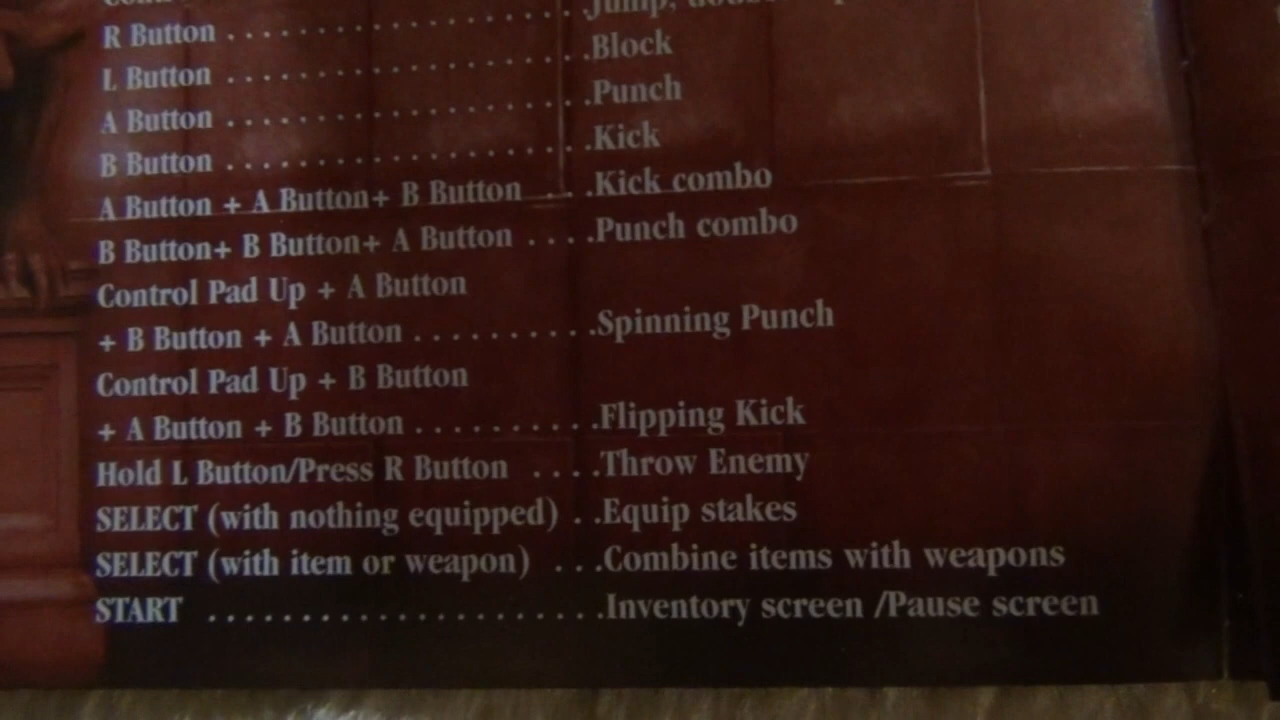 R Button . . . . . . . . . . . . . . . . . . .Jump,
L Button . . . . . . . . . . . . . . . . . . .Block
A Button . . . . . . . . . . . . . . . . . . .Punch
B Button . . . . . . . . . . . . . . . . . . .Kick
A Button + A Button+ B Button . . .Kick combo
B Button+ B Button+ A Button . . . .Punch combo
Control Pad Up + A Button
+ B Button + A Button . . . . . . . . . .Spinning Punch
Control Pad Up + B Button
+ A Button + B Button . . . . . . . . . .Flipping Kick
Hold L Button/Press R Button . . . .Throw Enemy
SELECT (with nothing equipped) . .Equip stakes
SELECT (with item or weapon) . . .Combine items with weapons
START . . . . . . . . . . . . . . . . . . . . .Inventory screen /Pause screen